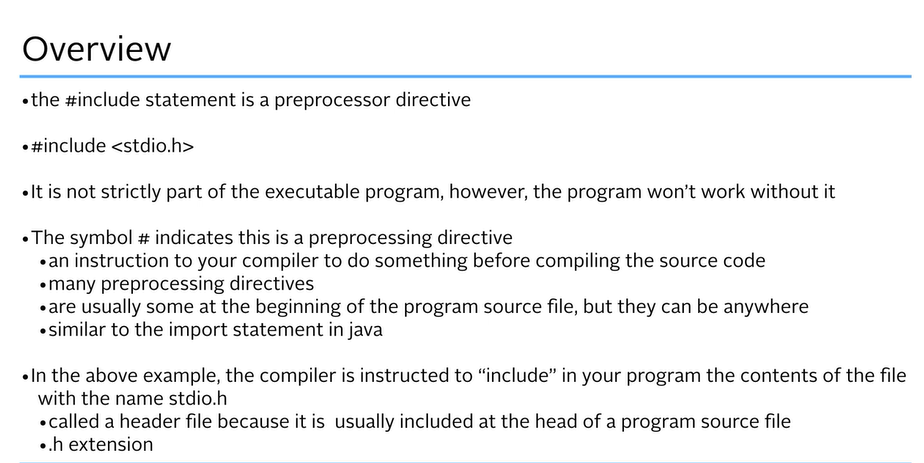 Overview
•the #include statement is a preprocessor directive
•#include <stdio.h>
•It is not strictly part of the executable program, however, the program won’t work without it
•The symbol # indicates this is a preprocessing directive
•an instruction to your compiler to do something before compiling the source code
•many preprocessing directives
•are usually some at the beginning of the program source file, but they can be anywhere
•similar to the import statement in java
•In the above example, the compiler is instructed to “include” in your program the contents of the file
with the name stdio.h
•called a header file because it is  usually included at the head of a program source file
•.h extension